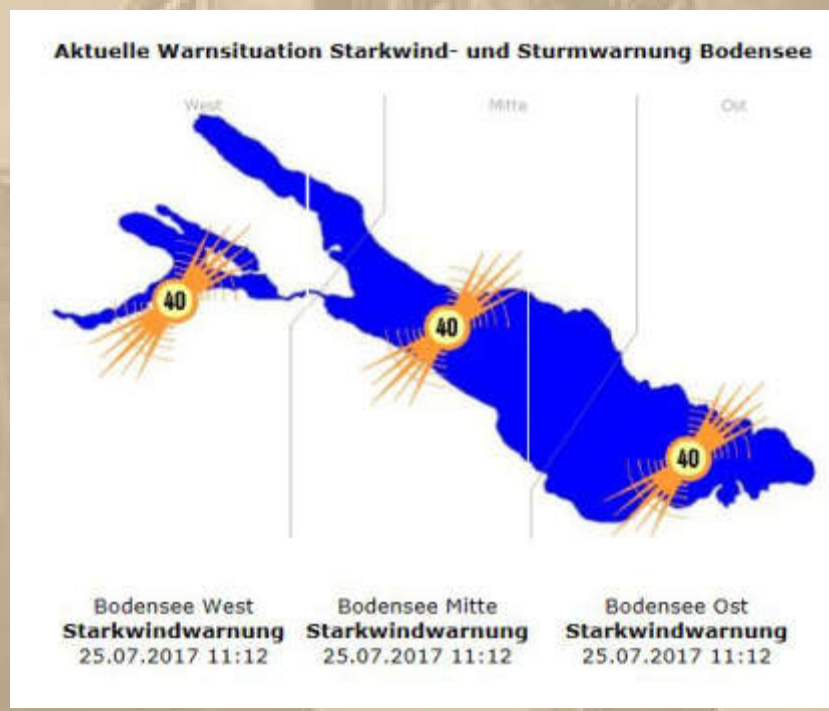 Aktuelle Warnsituation Starkwind- und Sturmwarnung Bodensee
West Mitte Ost
40
40
40
Bodensee West
Starkwindwarnung
25.07.2017 11:12
Bodensee Mitte
Starkwindwarnung
25.07.2017 11:12
Bodensee Ost
Starkwindwarnung
25.07.2017 11:12